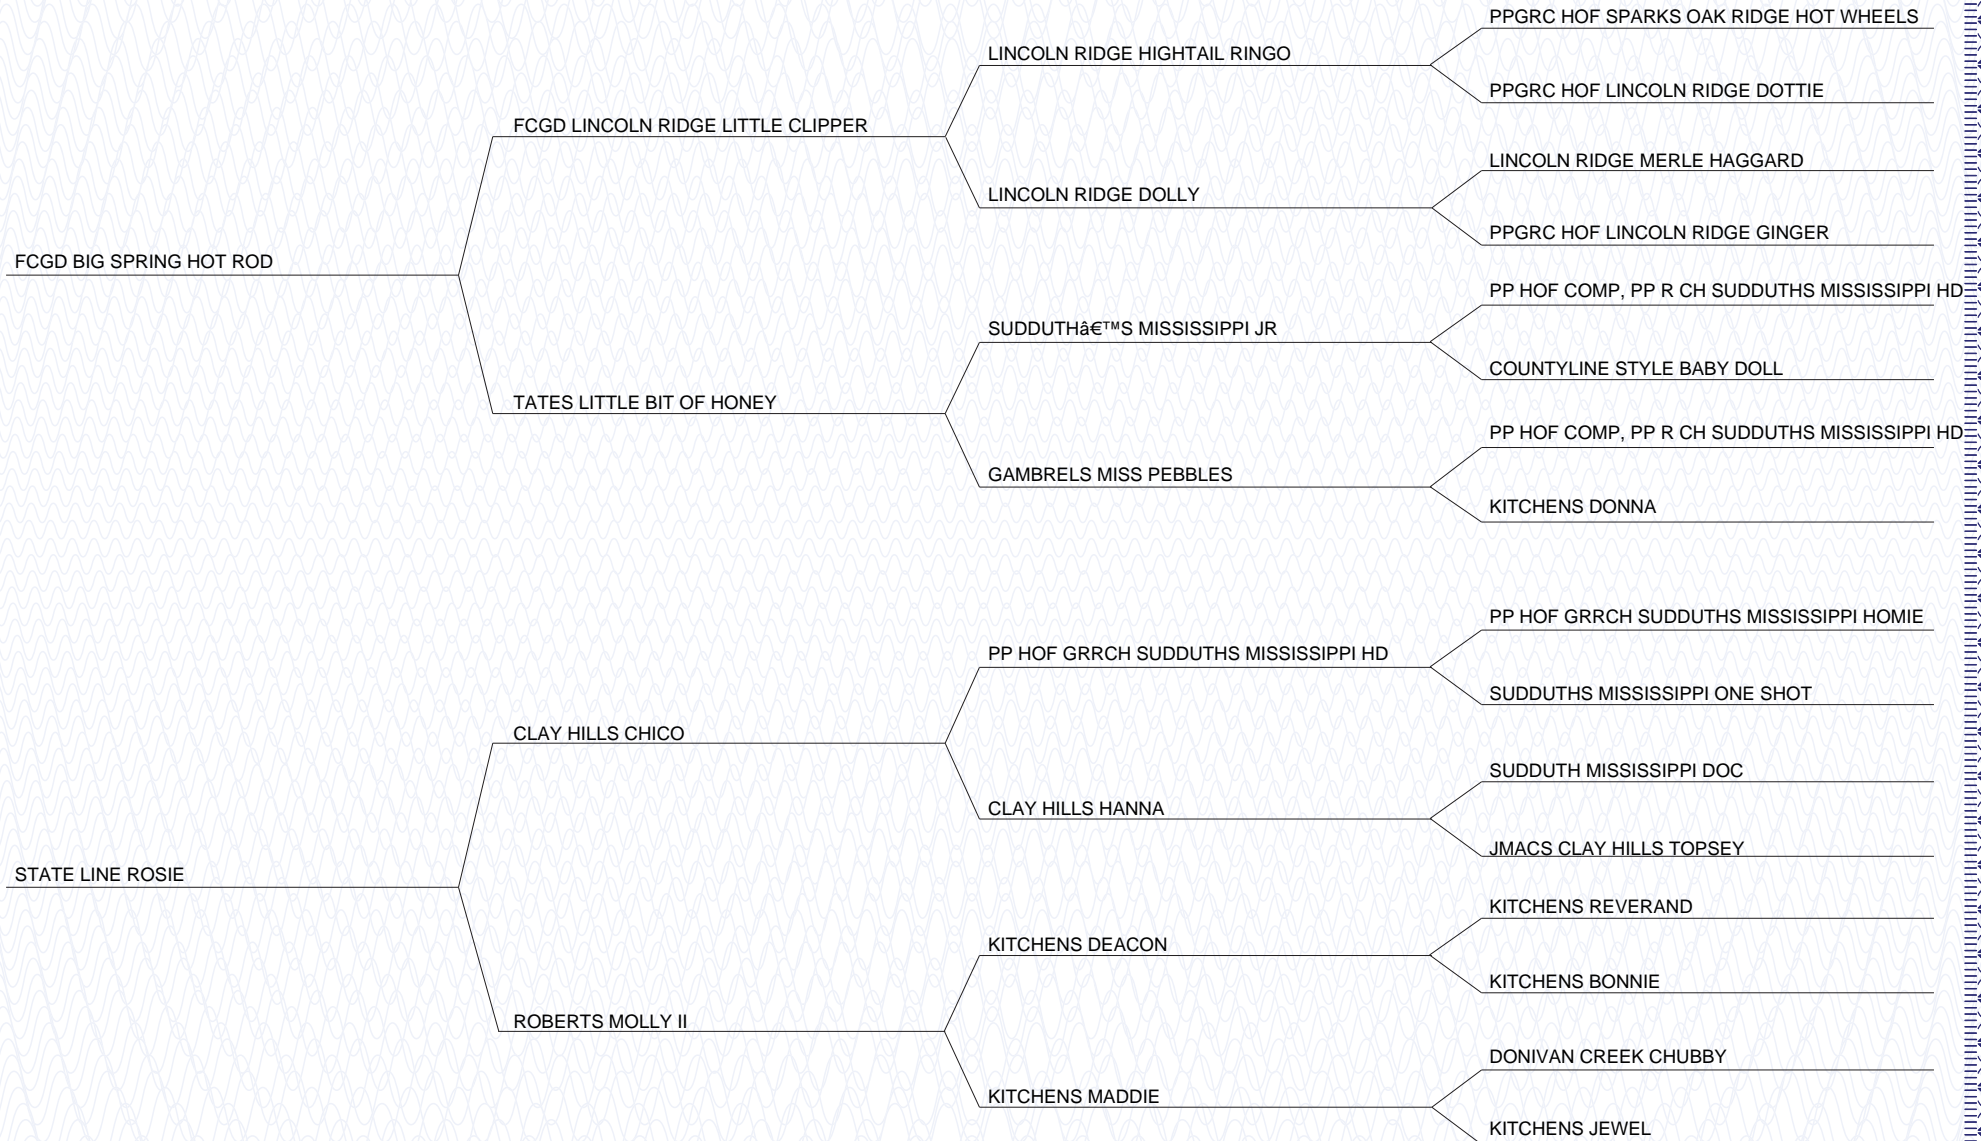 PPGRC HOF SPARKS OAK RIDGE HOT WHEELS
LINCOLN RIDGE HIGHTAIL RINGO
PPGRC HOF LINCOLN RIDGE DOTTIE
FCGD LINCOLN RIDGE LITTLE CLIPPER
LINCOLN RIDGE MERLE HAGGARD
LINCOLN RIDGE DOLLY
PPGRC HOF LINCOLN RIDGE GINGER
FCGD BIG SPRING HOT ROD
PP HOF COMP, PP R CH SUDDUTHS MISSISSIPPI HD
SUDDUTHâ€™S MISSISSIPPI JR
COUNTYLINE STYLE BABY DOLL
TATES LITTLE BIT OF HONEY
PP HOF COMP, PP R CH SUDDUTHS MISSISSIPPI HD
GAMBRELS MISS PEBBLES
KITCHENS DONNA
PP HOF GRRCH SUDDUTHS MISSISSIPPI HOMIE
PP HOF GRRCH SUDDUTHS MISSISSIPPI HD
SUDDUTHS MISSISSIPPI ONE SHOT
CLAY HILLS CHICO
SUDDUTH MISSISSIPPI DOC
CLAY HILLS HANNA
JMACS CLAY HILLS TOPSEY
STATE LINE ROSIE
KITCHENS REVERAND
KITCHENS DEACON
KITCHENS BONNIE
ROBERTS MOLLY II
DONIVAN CREEK CHUBBY
KITCHENS MADDIE
KITCHENS JEWEL